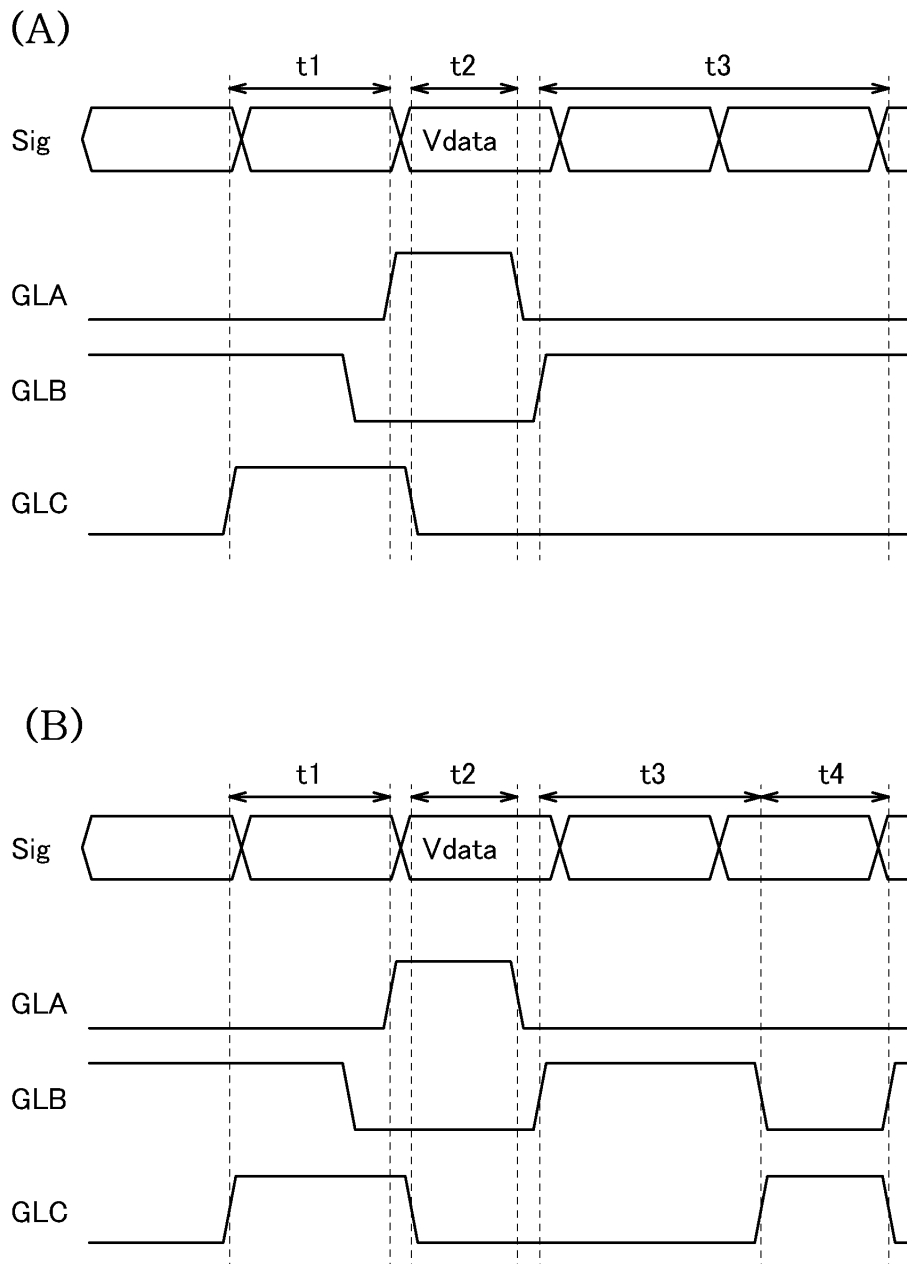 (A)
t1 t2 t3
Sig Vdata
GLA
GLB
GLC
(B)
t1 t2 t3 t4
Sig Vdata
GLA
GLB
GLC